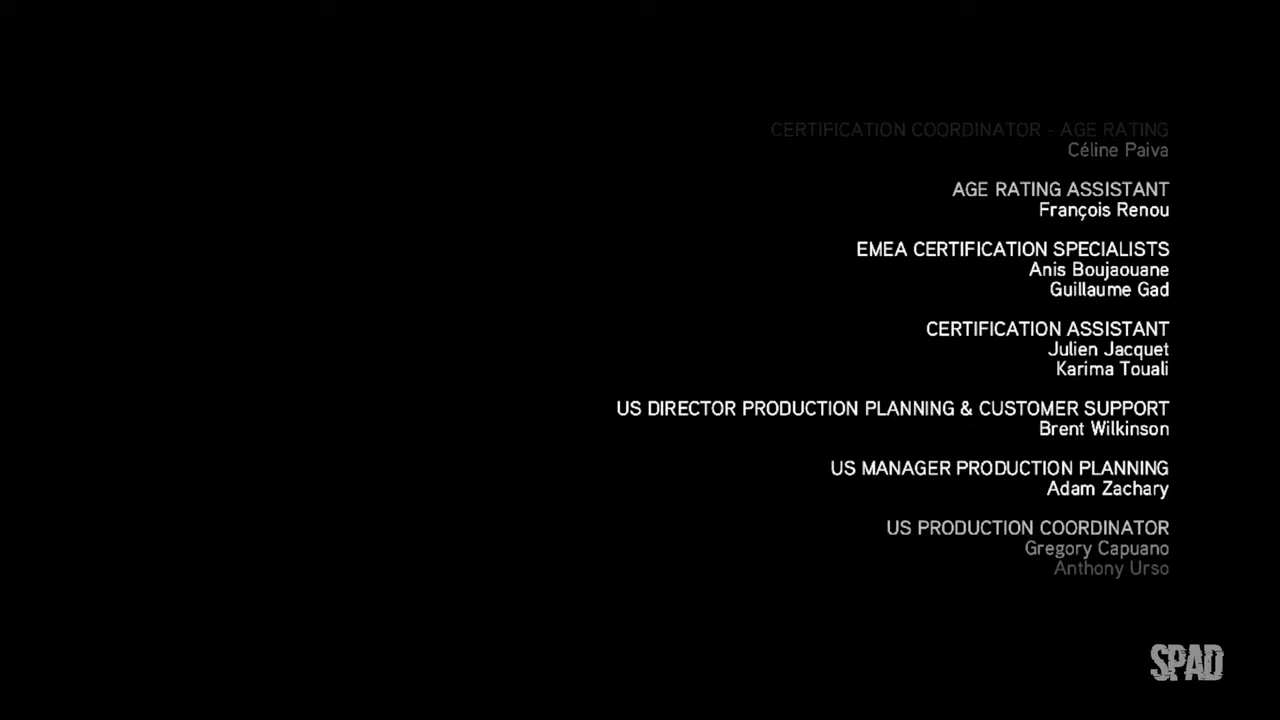 CERTIFICATION COORDINATOR - AGE RATING
Céline Paiva
AGE RATING ASSISTANT
François Renou
EMEA CERTIFICATION SPECIALISTS
Anis Boujaouane
Guillaume Gad
CERTIFICATION ASSISTANT
Julien Jacquet
Karima Touali
US DIRECTOR PRODUCTION PLANNING & CUSTOMER SUPPORT
Brent Wilkinson
US MANAGER PRODUCTION PLANNING
Adam Zachary
US PRODUCTION COORDINATOR
Gregory Capuano
Anthony Urso
SPAD